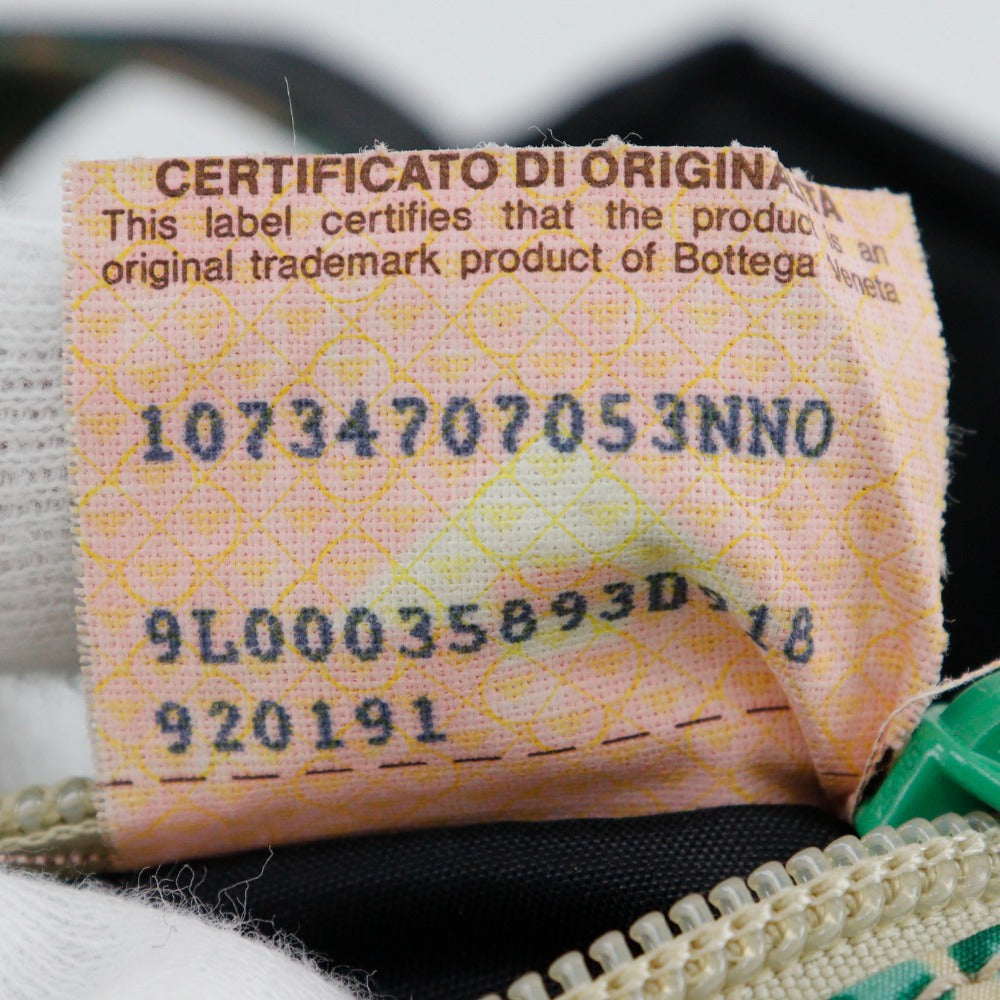 CERTIFICATO DI ORIGINALITA
This label certifies that the product is an
original trademark product of Bottega Veneta
10734707053NNO
9L00035893D
920191